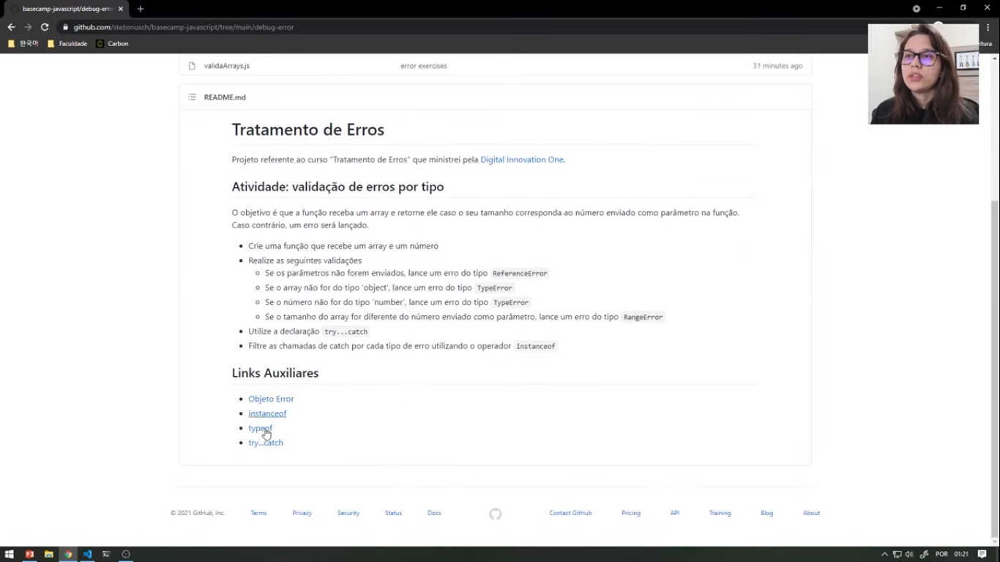 basecamp-javascript/debug-erro
github.com/stebsnusch/basecamp-javascript/tree/main/debug-error
한국어 Faculdade Carbon
itura
validaArrays.js error exercises 31 minutes ago
README.md
Tratamento de Erros
Projeto referente ao curso "Tratamento de Erros" que ministrei pela Digital Innovation One.
Atividade: validação de erros por tipo
O objetivo é que a função receba um array e retorne ele caso o seu tamanho corresponda ao número enviado como parâmetro na função.
Caso contrário, um erro será lançado.
Crie uma função que recebe um array e um número
Realize as seguintes validações
Se os parâmetros não forem enviados, lance um erro do tipo ReferenceError
Se o array não for do tipo 'object', lance um erro do tipo TypeError
Se o número não for do tipo 'number', lance um erro do tipo TypeError
Se o tamanho do array for diferente do número enviado como parâmetro, lance um erro do tipo RangeError
Utilize a declaração try...catch
Filtre as chamadas de catch por cada tipo de erro utilizando o operador instanceof
Links Auxiliares
Objeto Error
instanceof
typeof
try...catch
© 2021 GitHub, Inc. Terms Privacy Security Status Docs Contact GitHub Pricing API Training Blog About
POR 01:21